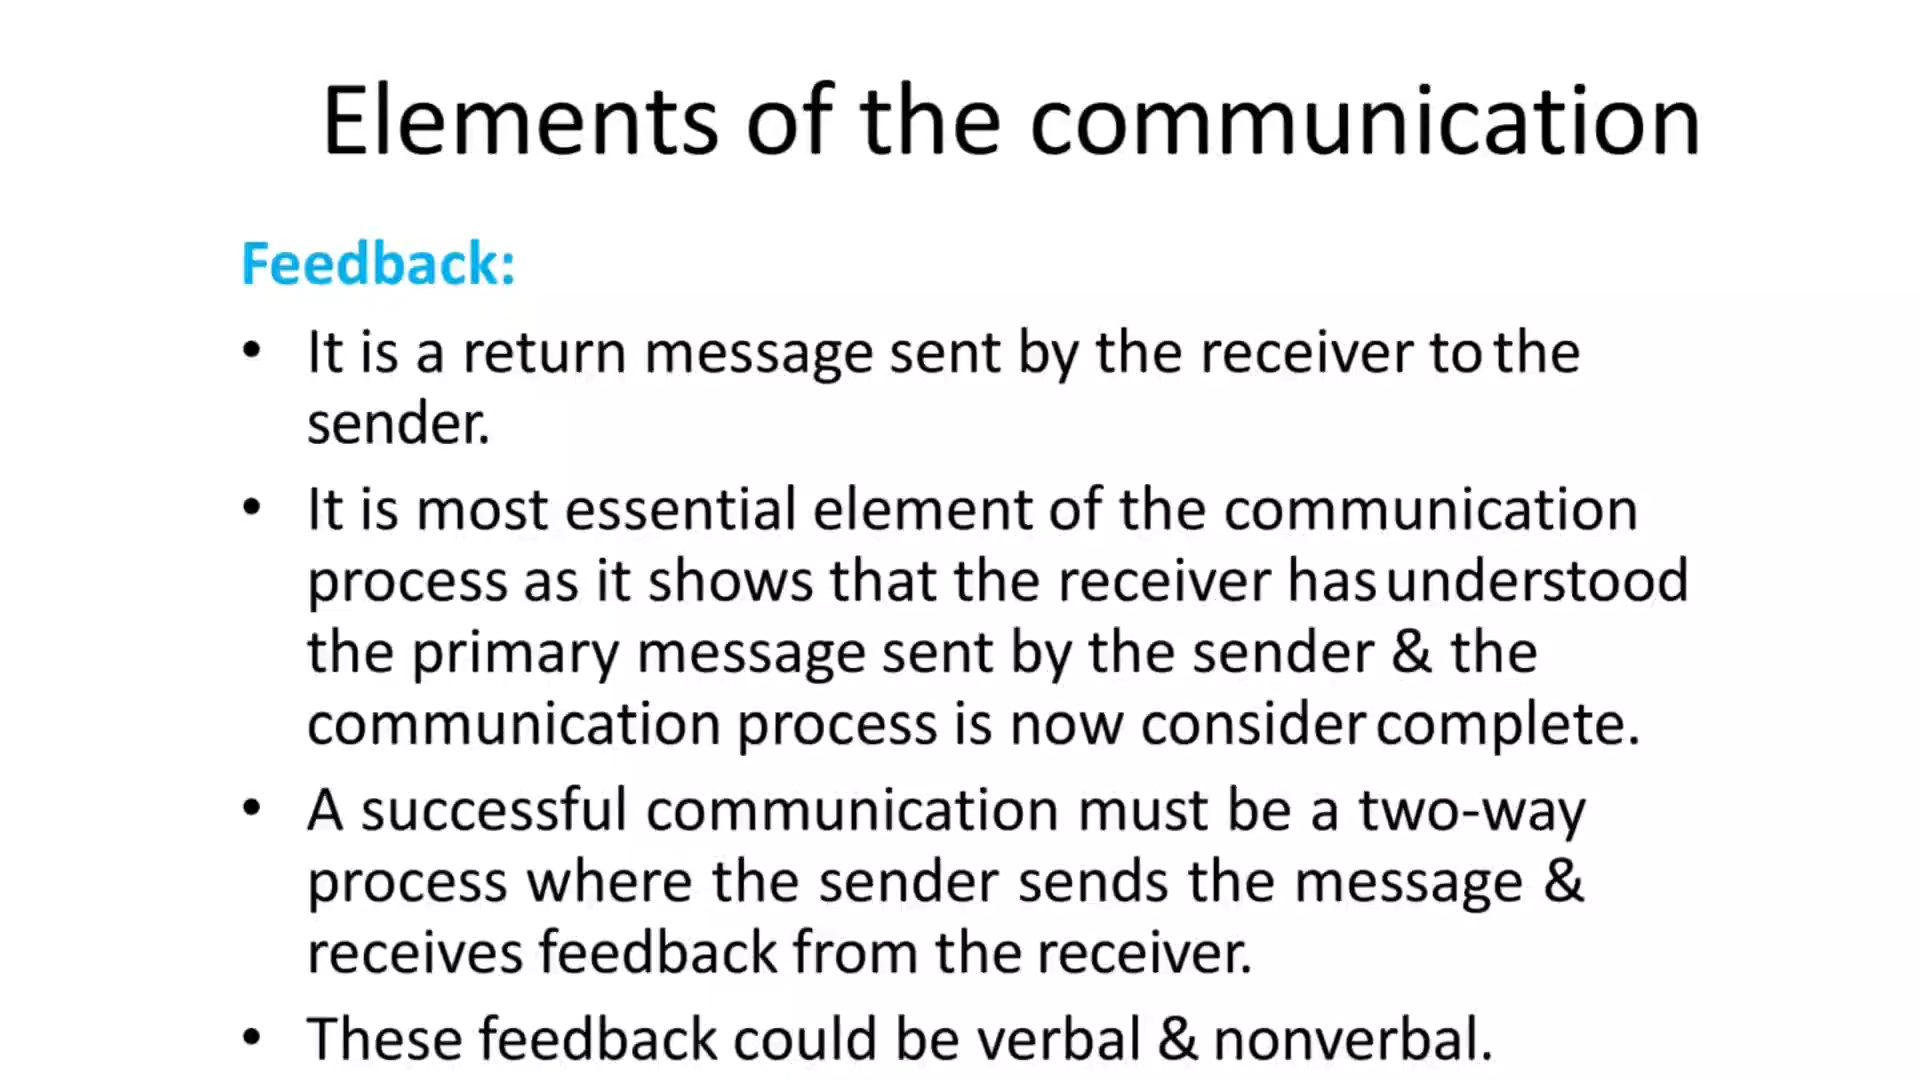 Elements of the communication
Feedback:
• It is a return message sent by the receiver to the
sender.
• It is most essential element of the communication
process as it shows that the receiver has understood
the primary message sent by the sender & the
communication process is now consider complete.
• A successful communication must be a two-way
process where the sender sends the message &
receives feedback from the receiver.
• These feedback could be verbal & nonverbal.